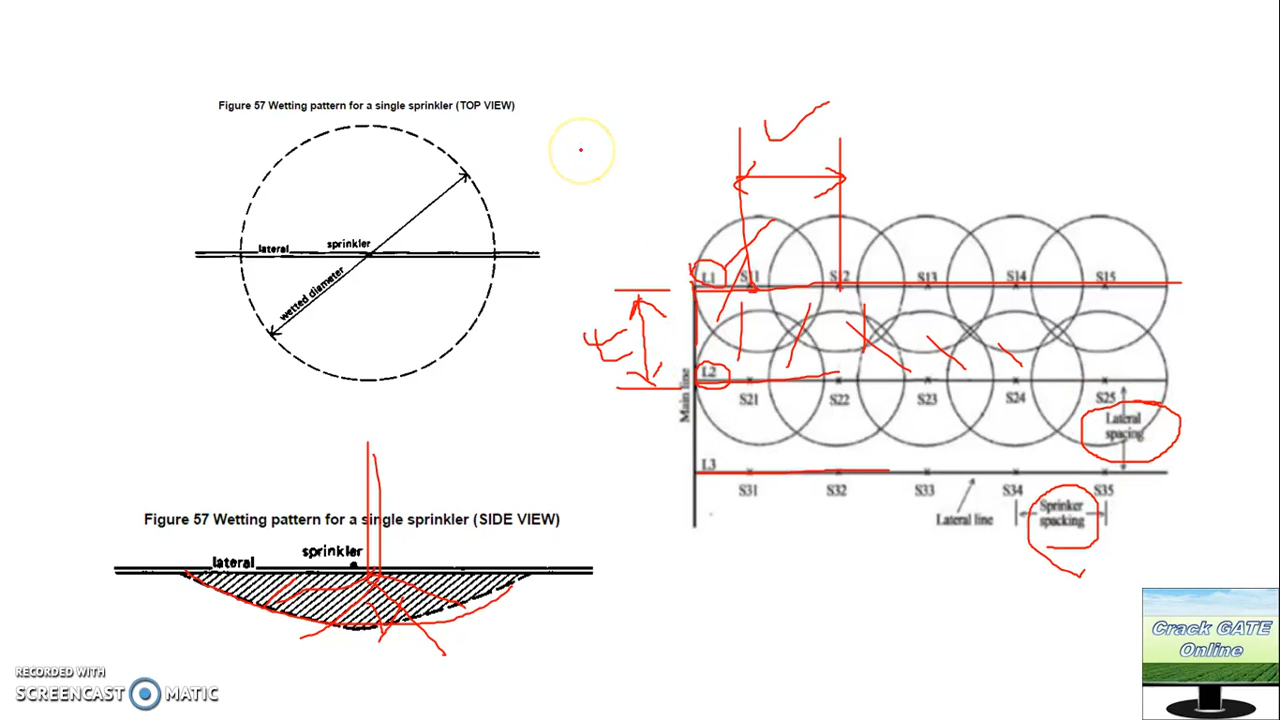 Figure 57 Wetting pattern for a single sprinkler (TOP VIEW)
lateral
sprinkler
wetted diameter
Figure 57 Wetting pattern for a single sprinkler (SIDE VIEW)
sprinkler
lateral
L1
S11
S12
S13
S14
S15
L2
S21
S22
S23
S24
S25
Main line
Lateral
spacing
L3
S31
S32
S33
S34
S35
Lateral line
Sprinker
spacking
RECORDED WITH
SCREENCAST MATIC
Crack GATE
Online